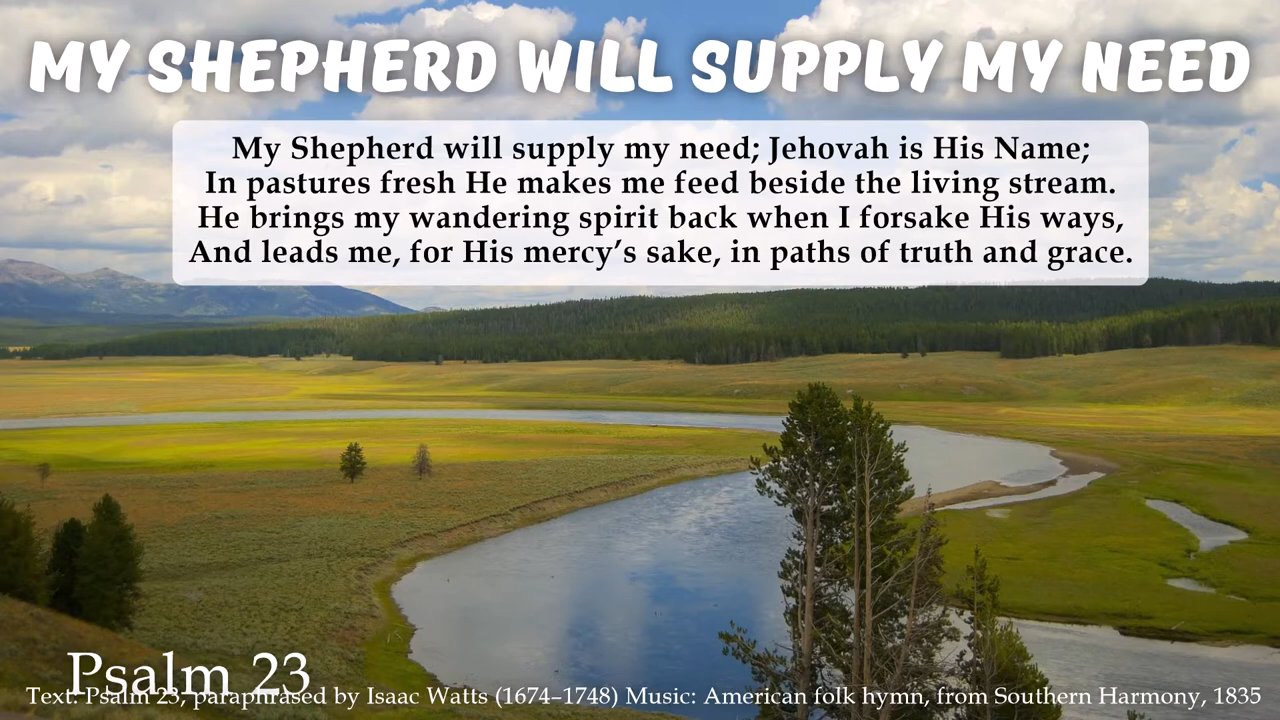 MY SHEPHERD WILL SUPPLY MY NEED
My Shepherd will supply my need; Jehovah is His Name;
In pastures fresh He makes me feed beside the living stream.
He brings my wandering spirit back when I forsake His ways,
And leads me, for His mercy’s sake, in paths of truth and grace.
Psalm 23
Text: Psalm 23, paraphrased by Isaac Watts (1674–1748) Music: American folk hymn, from Southern Harmony, 1835